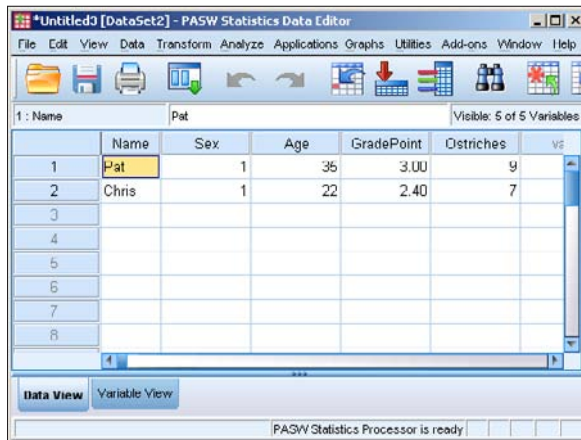 *Untitled3 [DataSet2] - PASW Statistics Data Editor
File Edit View Data Transform Analyze Applications Graphs Utilities Add-ons Window Help
1 : Name Pat Visible: 5 of 5 Variables
Name Sex Age GradePoint Ostriches va
1 Pat 1 35 3.00 9
2 Chris 1 22 2.40 7
3
4
5
6
7
8
Data View Variable View
PASW Statistics Processor is ready